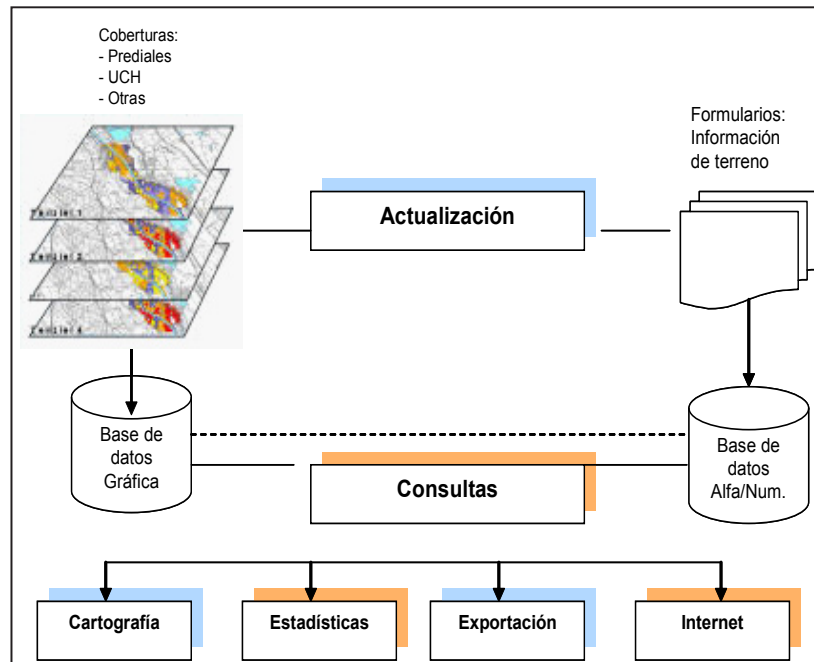 Coberturas:
- Prediales
- UCH
- Otras
Formularios:
Información
de terreno
Actualización
Base de
datos
Gráfica
Base de
datos
Alfa/Num.
Consultas
Cartografía
Estadísticas
Exportación
Internet